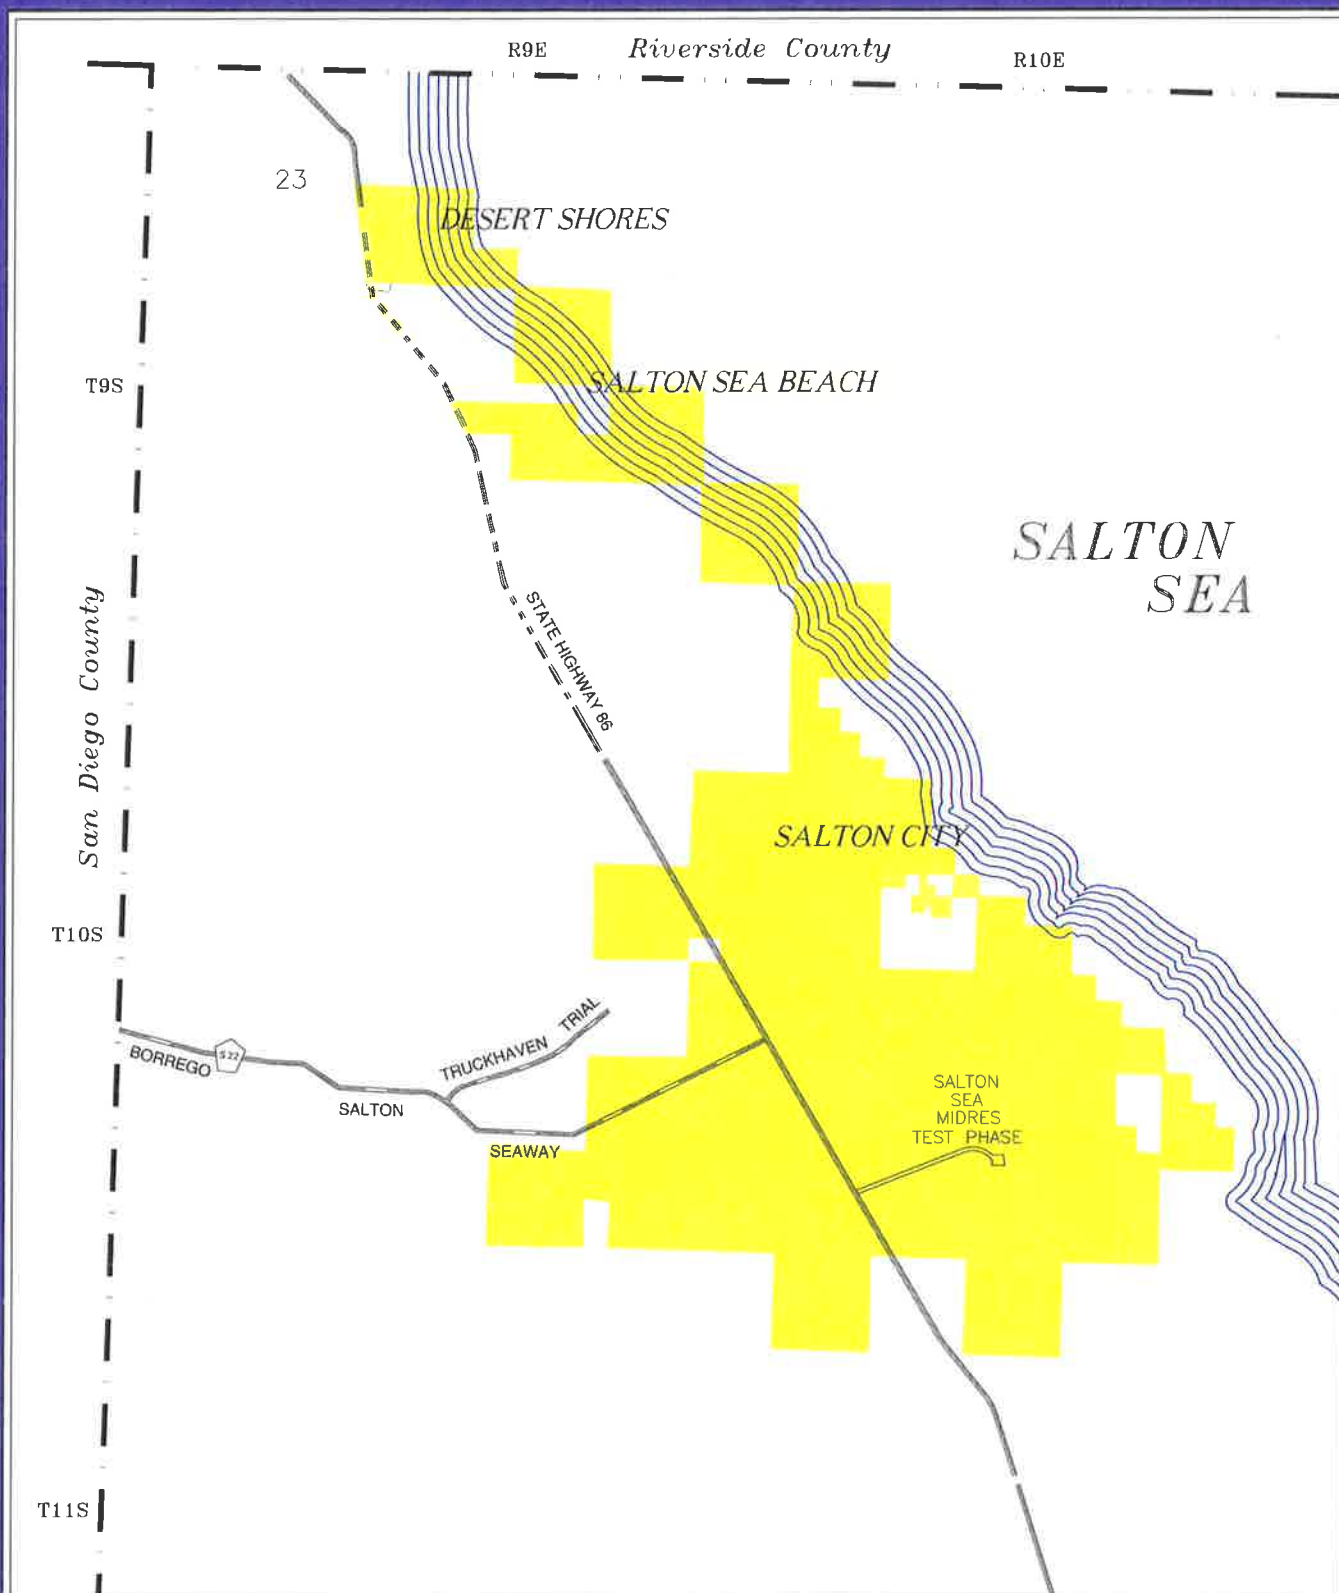 R9E
Riverside County
R10E
23
DESERT SHORES
T9S
SALTON SEA BEACH
SALTON
SEA
San Diego County
STATE HIGHWAY 86
SALTON CITY
T10S
BORREGO
S22
TRUCKHAVEN TRIAL
SALTON
SEAWAY
SALTON
SEA
MIDRES
TEST PHASE
T11S